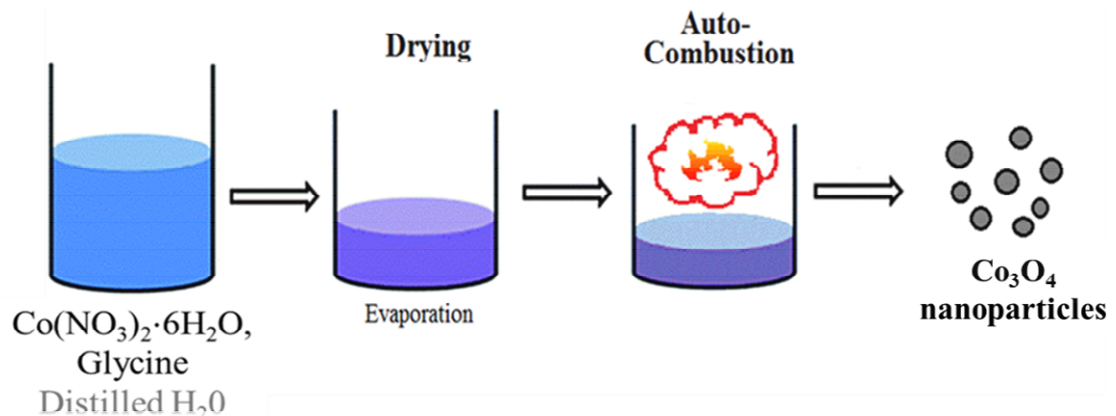 Drying
Auto-
Combustion
Co(NO₃)₂·6H₂O,
Glycine
Distilled H₂0
Evaporation
Co₃O₄
nanoparticles